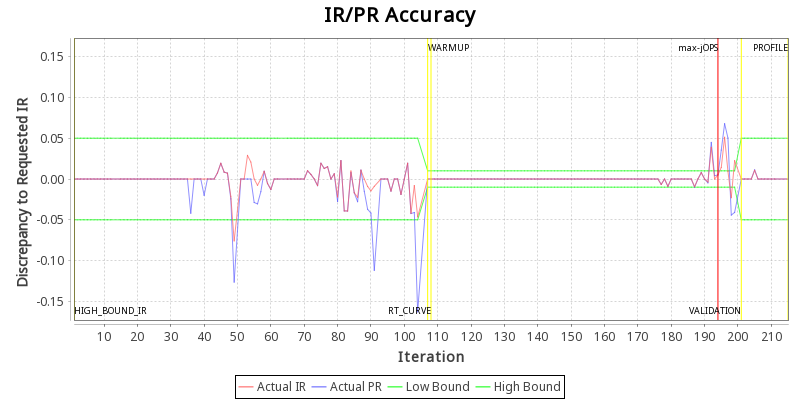 IR/PR Accuracy
Discrepancy to Requested IR
0.15
0.10
0.05
0.00
-0.05
-0.10
-0.15
WARMUP
max-jOPS
PROFILE
HIGH_BOUND_IR
RT_CURVE
VALIDATION
10 20 30 40 50 60 70 80 90 100 110 120 130 140 150 160 170 180 190 200 210
Iteration
Actual IR Actual PR Low Bound High Bound